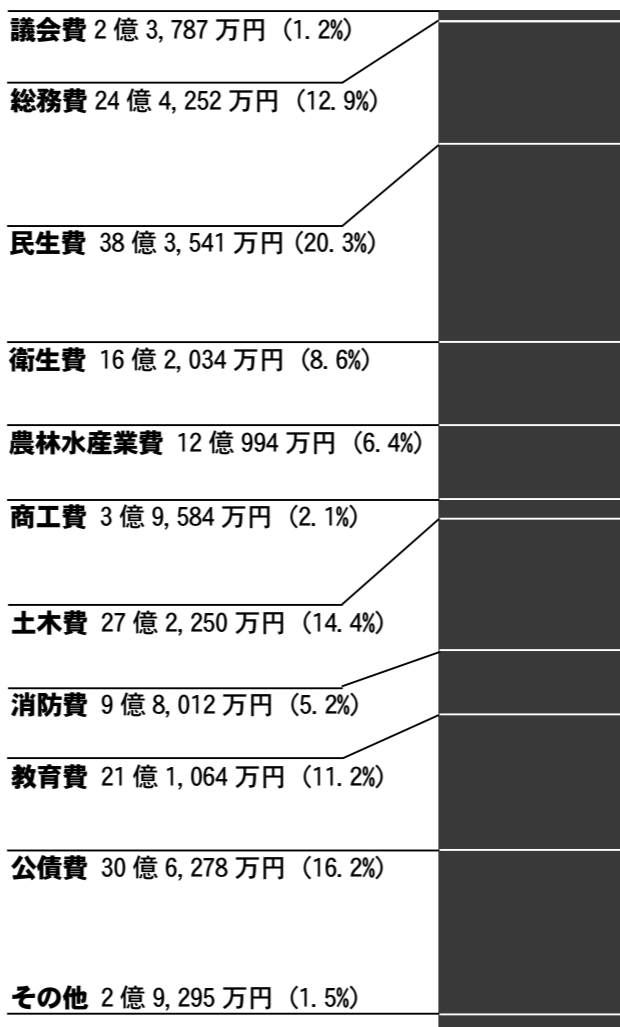 議会費 2 億 3,787 万円 (1.2%)
総務費 24 億 4,252 万円 (12.9%)
民生費 38 億 3,541 万円 (20.3%)
衛生費 16 億 2,034 万円 (8.6%)
農林水産業費 12 億 994 万円 (6.4%)
商工費 3 億 9,584 万円 (2.1%)
土木費 27 億 2,250 万円 (14.4%)
消防費 9 億 8,012 万円 (5.2%)
教育費 21 億 1,064 万円 (11.2%)
公債費 30 億 6,278 万円 (16.2%)
その他 2 億 9,295 万円 (1.5%)